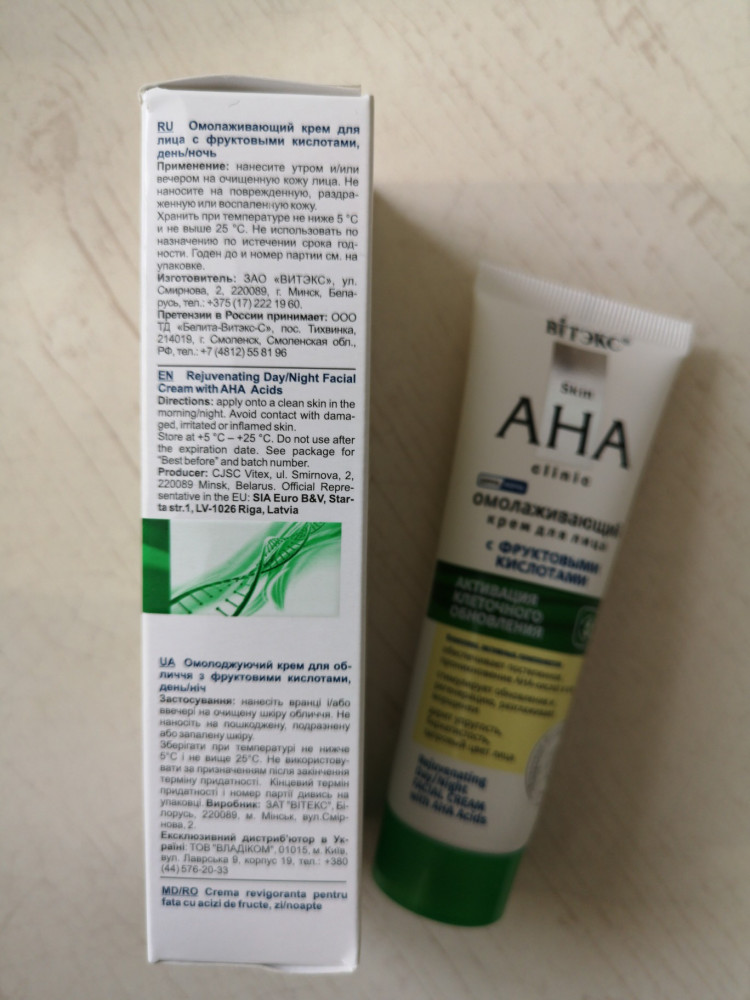 RU Омолаживающий крем для
лица с фруктовыми кислотами,
день/ночь
Применение: нанесите утром и/или
вечером на очищенную кожу лица. Не
наносите на поврежденную, раздра-
женную или воспаленную кожу.
Хранить при температуре не ниже 5 °С
и не выше 25 °С. Не использовать по
назначению по истечении срока год-
ности. Годен до и номер партии см. на
упаковке.
Изготовитель: ЗАО «ВИТЭКС», ул.
Смирнова, 2, 220089, г. Минск, Бела-
русь, тел.: +375 (17) 222 19 60.
Претензии в России принимает: ООО
ТД «Белита-Витэкс-С», пос. Тихвинка,
214019, г. Смоленск, Смоленская обл.,
РФ, тел.: +7 (4812) 55 81 96
EN Rejuvenating Day/Night Facial
Cream with AHA Acids
Directions: apply onto a clean skin in the
morning/night. Avoid contact with dama-
ged, irritated or inflamed skin.
Store at +5 °C – +25 °C. Do not use after
the expiration date. See package for
"Best before" and batch number.
Producer: CJSC Vitex, ul. Smirnova, 2,
220089 Minsk, Belarus. Official Repre-
sentative in the EU: SIA Euro B&V, Star-
ta str.1, LV-1026 Riga, Latvia
UA Омолоджуючий крем для об-
личчя з фруктовими кислотами,
день/ніч
Застосування: нанесіть вранці і/або
ввечері на очищену шкіру обличчя. Не
наносіть на пошкоджену, подразнену
або запалену шкіру.
Зберігати при температурі не нижче
5°С і не вище 25°С. Не використову-
вати за призначенням після закінчення
терміну придатності. Кінцевий термін
придатності і номер партії дивись на
упаковці. Виробник: ЗАТ "ВІТЕКС", Бі-
лорусь, 220089, м. Мінськ, вул.Смір-
нова, 2.
Ексклюзивний дистриб'ютор в Ук-
раїні: ТОВ "ВЛАДІКОМ", 01015, м. Київ,
вул. Лаврська 9, корпус 19, тел.: +380
(44) 576-20-33
MD/RO Crema revigoranta pentru
fata cu acizi de fructe, zi/noapte
ВІТЭКС
Skin
AHA
clinic
ОМОЛАЖИВАЮЩИЙ
крем для лица
С ФРУКТОВЫМИ
КИСЛОТАМИ
АКТИВАЦИЯ
КЛЕТОЧНОГО
ОБНОВЛЕНИЯ
Rejuvenating
Day/Night
FACIAL CREAM
with AHA Acids